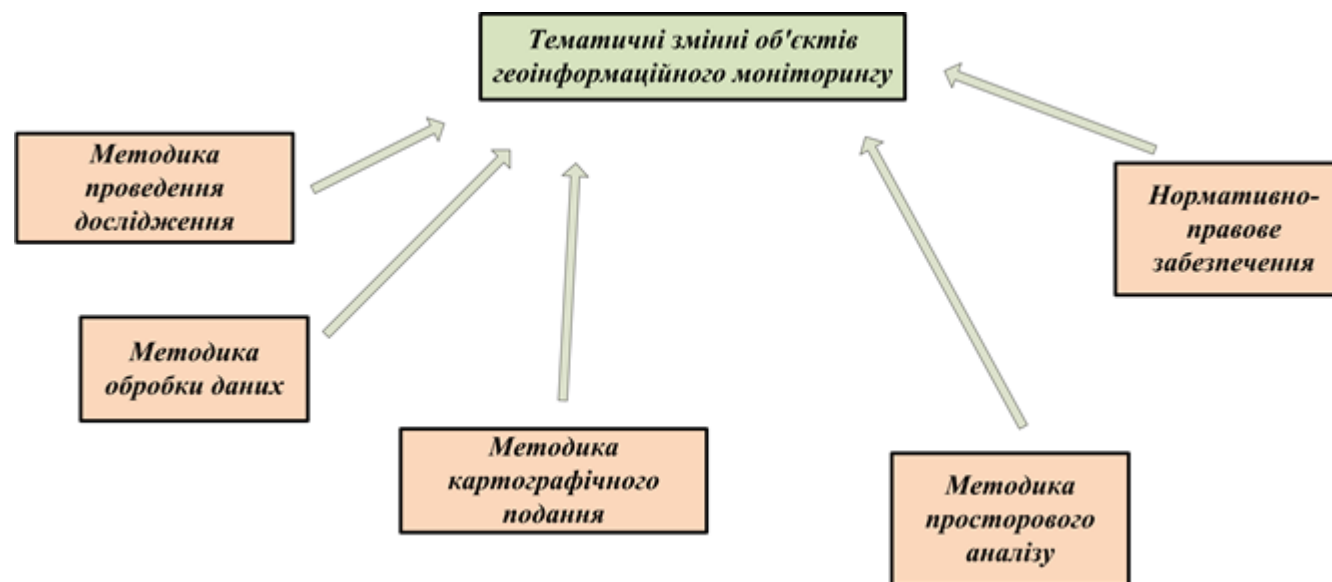 Тематичні змінні об'єктів
геоінформаційного моніторингу
Методика
проведення
дослідження
Нормативно-
правове
забезпечення
Методика
обробки даних
Методика
картографічного
подання
Методика
просторового
аналізу